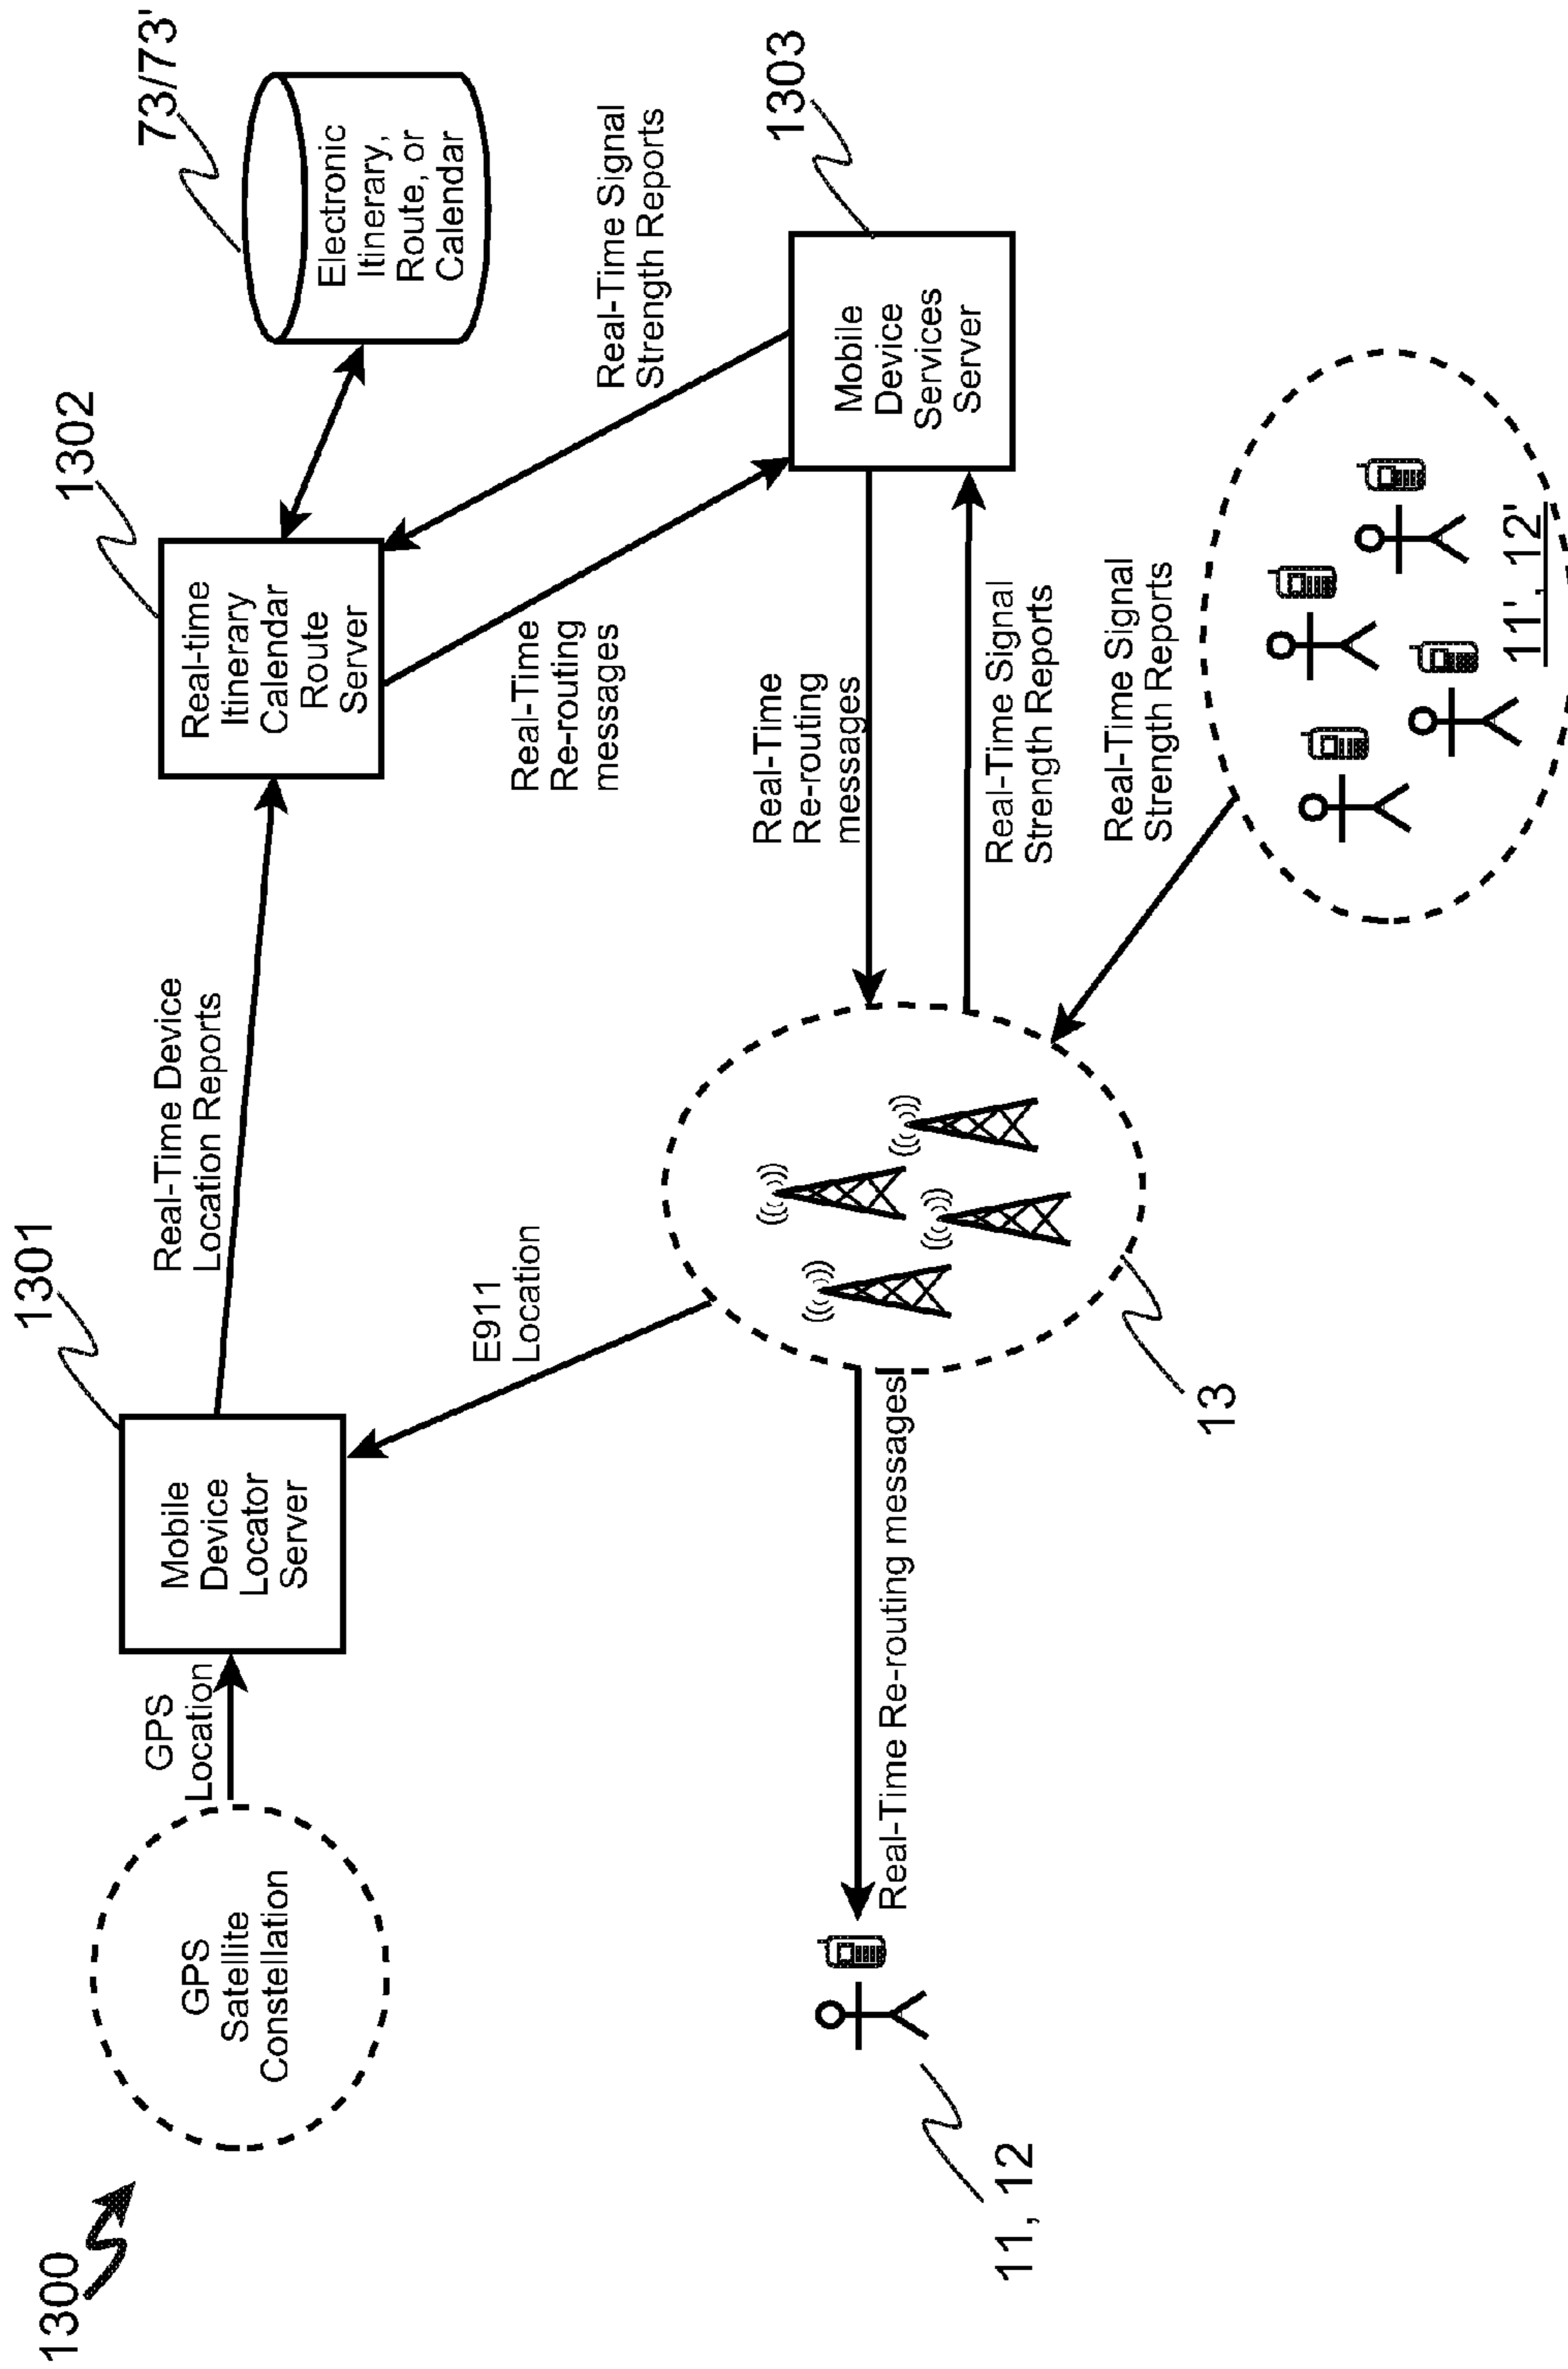 1300
GPS
Satellite
Constellation
GPS
Location
1301
Mobile
Device
Locator
Server
Real-Time Device
Location Reports
1302
Real-time
Itinerary
Calendar
Route
Server
73/73'
Electronic
Itinerary,
Route, or
Calendar
E911
Location
Real-Time
Re-routing
messages
Real-Time Signal
Strength Reports
1303
Mobile
Device
Services
Server
Real-Time
Re-routing
messages
Real-Time Signal
Strength Reports
11, 12
Real-Time Re-routing messages
13
Real-Time Signal
Strength Reports
11', 12'